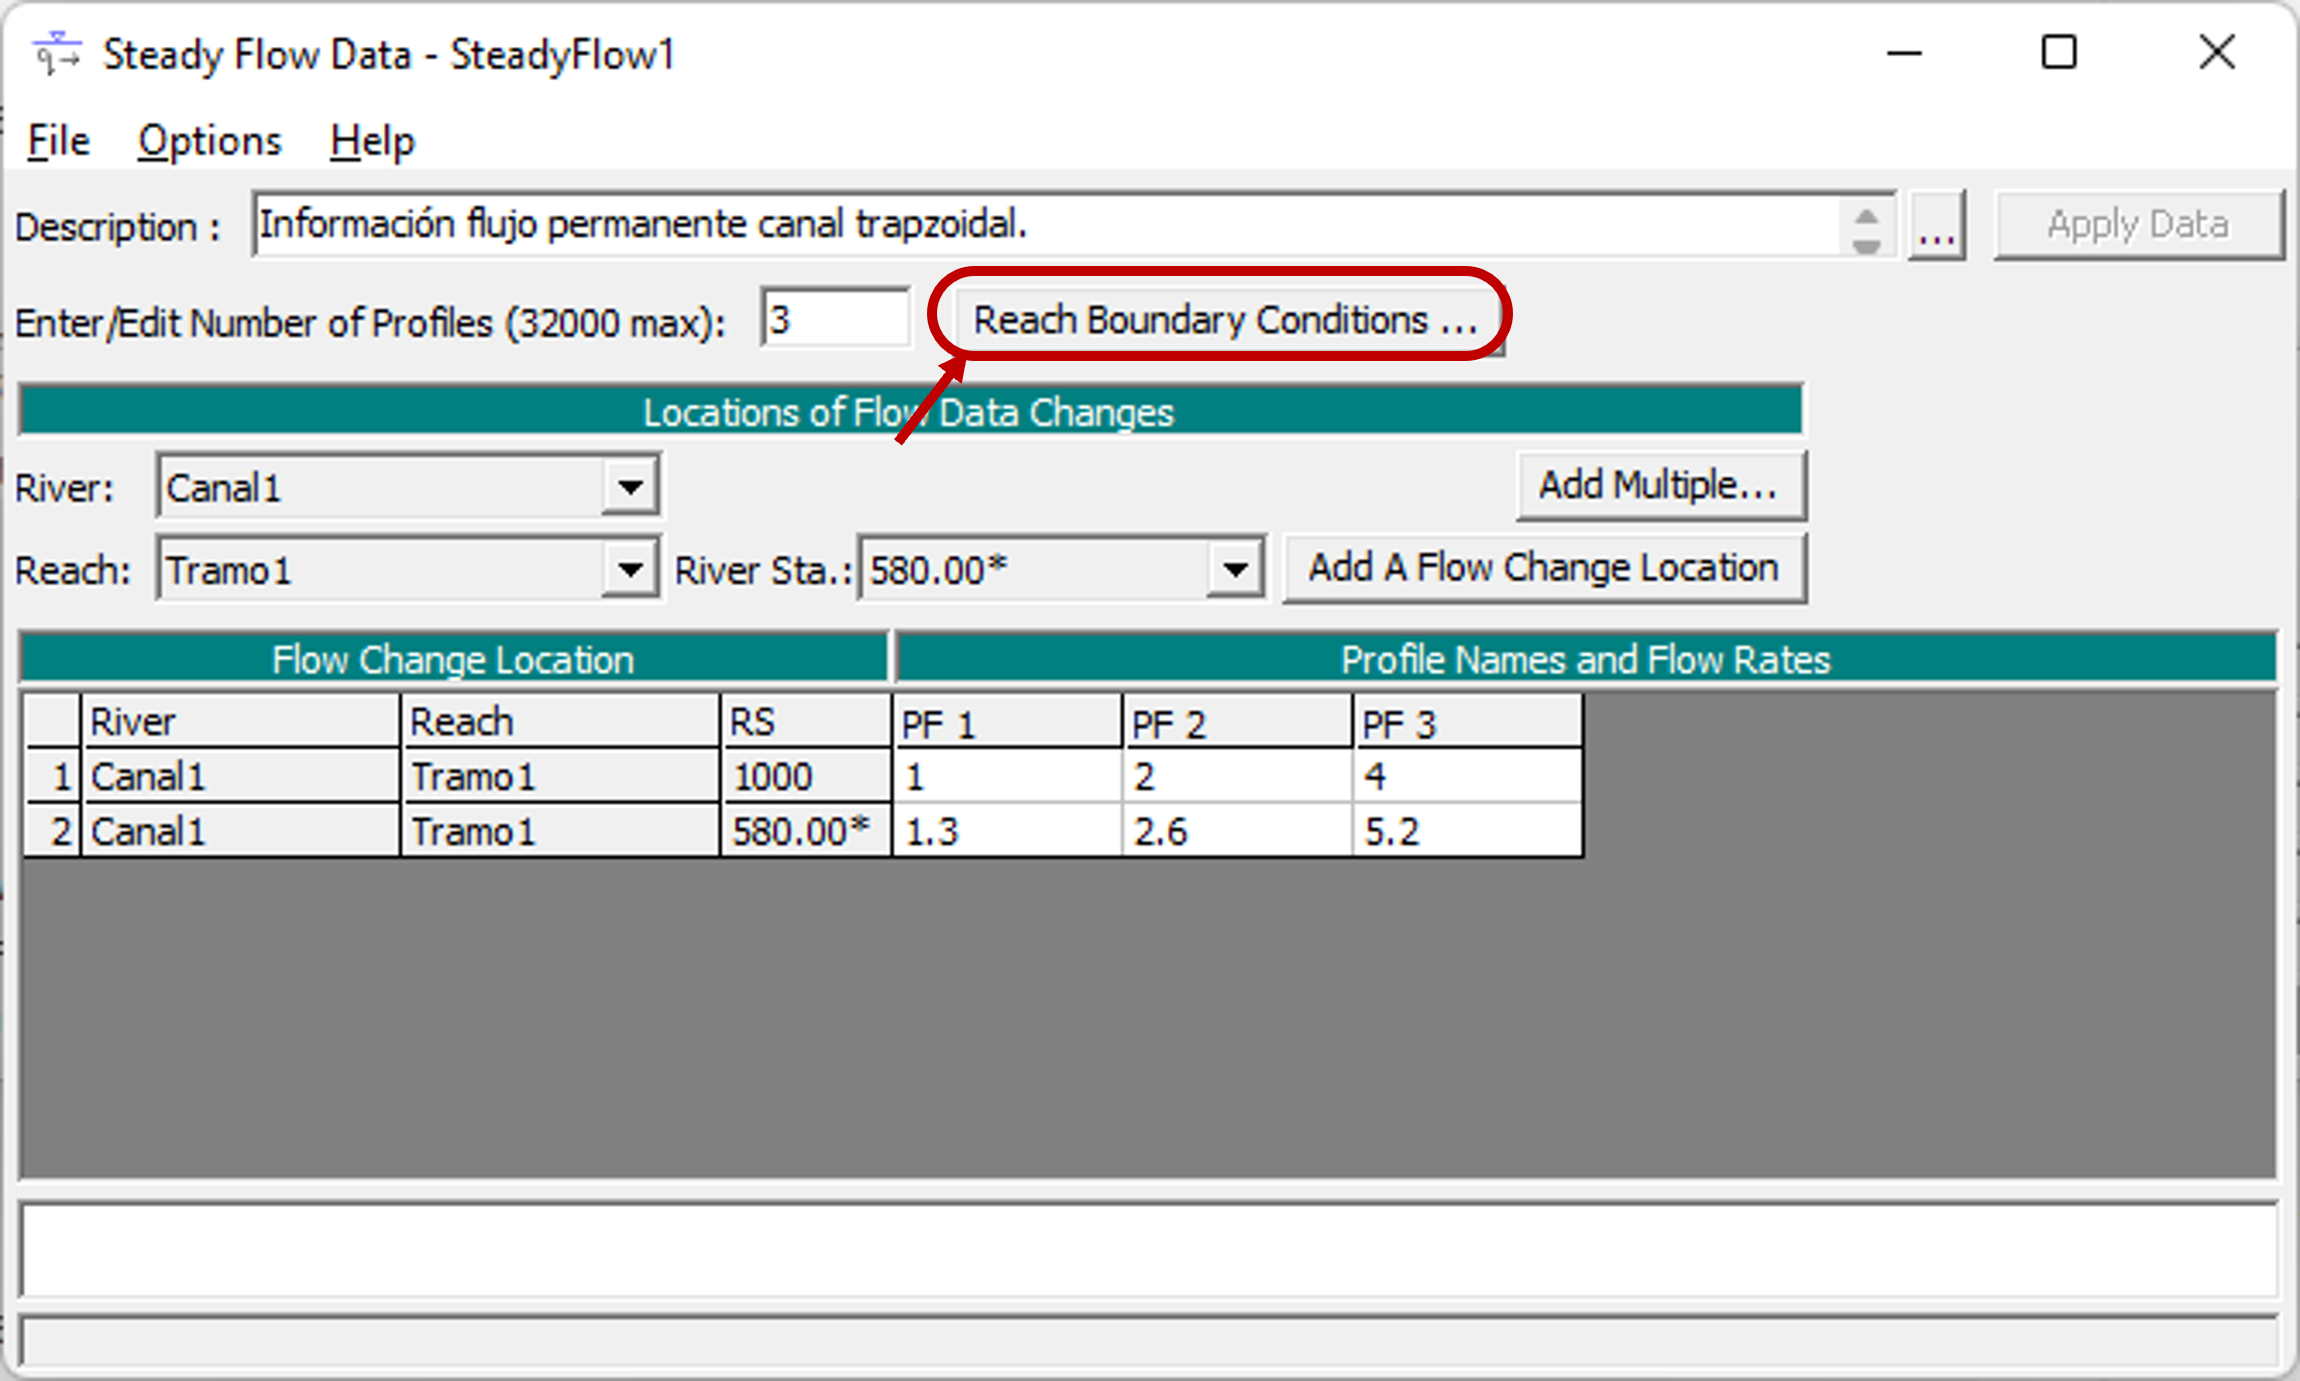 Steady Flow Data - SteadyFlow1
File Options Help
Description : Información flujo permanente canal trapzoidal. ... Apply Data
Enter/Edit Number of Profiles (32000 max): 3 Reach Boundary Conditions ...
Locations of Flow Data Changes
River: Canal1 Add Multiple...
Reach: Tramo1 River Sta.: 580.00* Add A Flow Change Location
Flow Change Location Profile Names and Flow Rates
River Reach RS PF 1 PF 2 PF 3
1 Canal1 Tramo1 1000 1 2 4
2 Canal1 Tramo1 580.00* 1.3 2.6 5.2